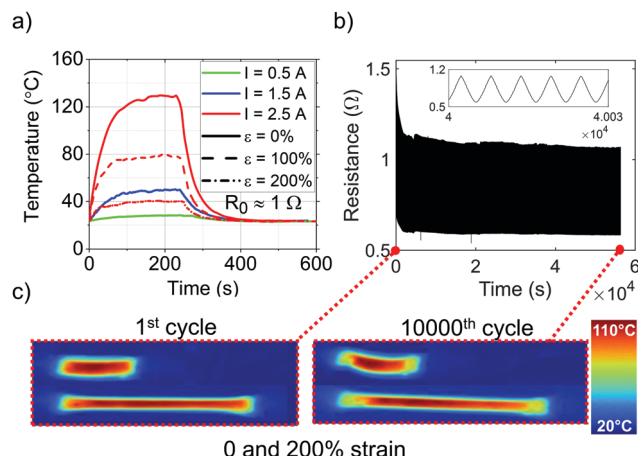 a)
160
120
80
40
0
0 200 400 600
Temperature (°C)
Time (s)
I = 0.5 A
I = 1.5 A
I = 2.5 A
ε = 0%
ε = 100%
ε = 200%
R0 ≈ 1 Ω
b)
1.5
1
0.5
0 2 4 6
Resistance (Ω)
Time (s)
×10⁴
1.2
0.5
4 4.003
×10⁴
c)
1st cycle
10000th cycle
110°C
20°C
0 and 200% strain